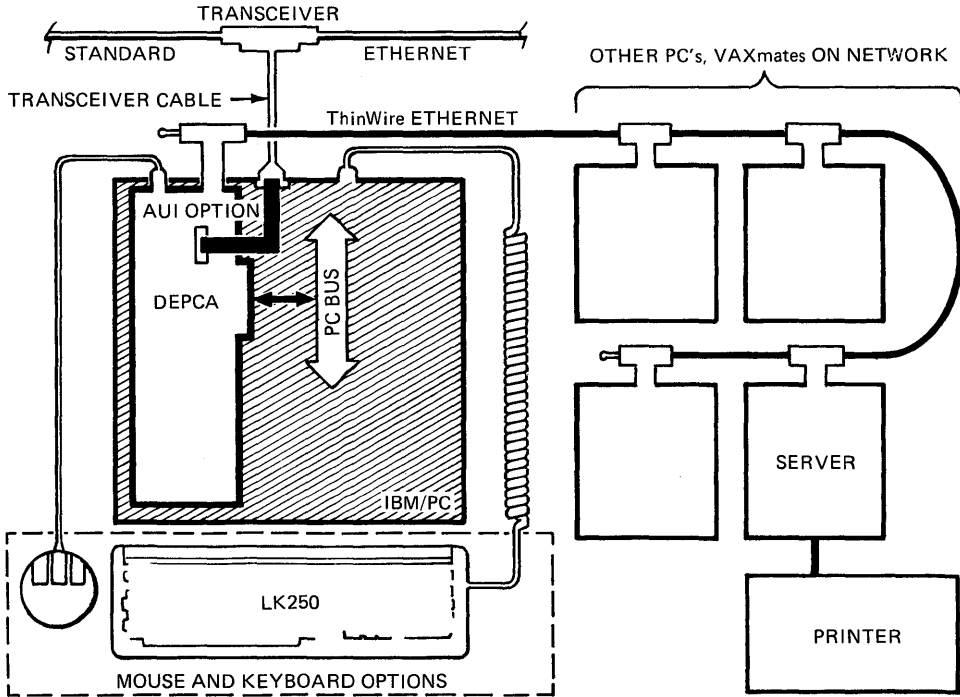 TRANSCEIVER
STANDARD
ETHERNET
OTHER PC's, VAXmates ON NETWORK
TRANSCEIVER CABLE
ThinWire ETHERNET
AUI OPTION
DEPCA
PC BUS
IBM/PC
SERVER
LK250
PRINTER
MOUSE AND KEYBOARD OPTIONS